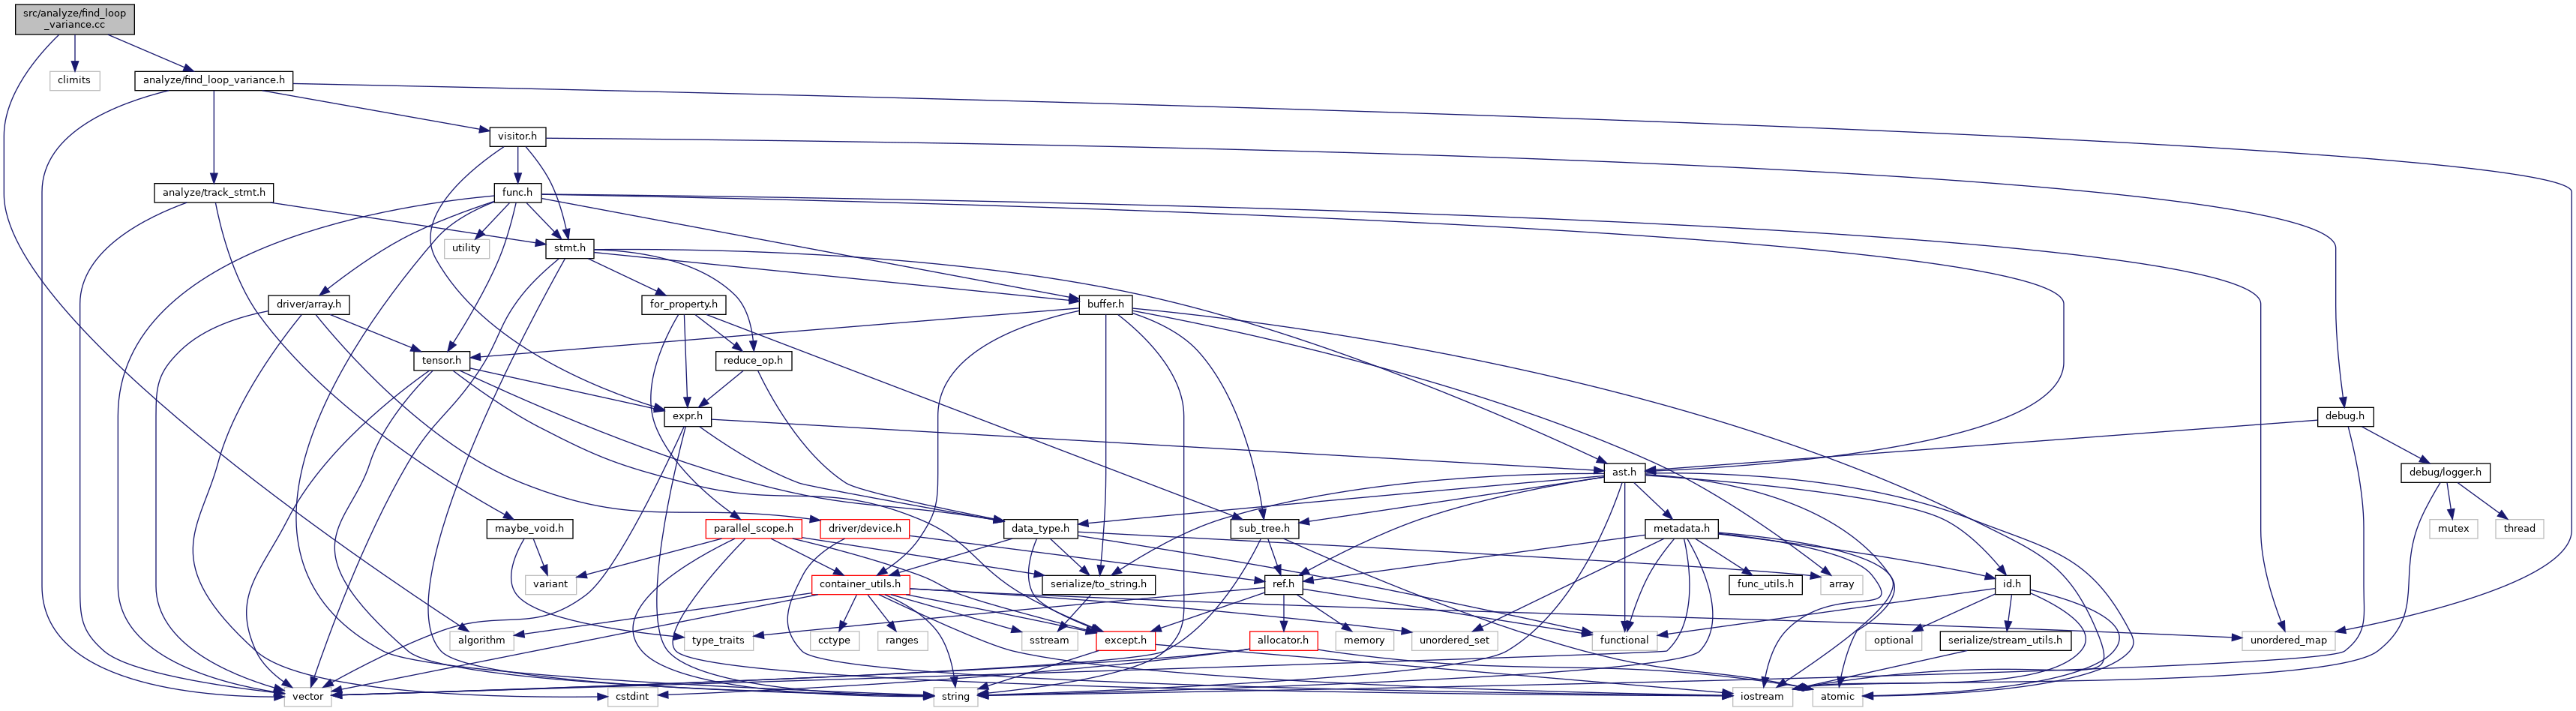 src/analyze/find_loop
_variance.cc
climits
analyze/find_loop_variance.h
visitor.h
analyze/track_stmt.h
func.h
utility
stmt.h
driver/array.h
for_property.h
buffer.h
tensor.h
reduce_op.h
expr.h
debug.h
ast.h
debug/logger.h
maybe_void.h
parallel_scope.h
driver/device.h
data_type.h
sub_tree.h
metadata.h
mutex
thread
variant
container_utils.h
serialize/to_string.h
ref.h
func_utils.h
array
id.h
algorithm
type_traits
cctype
ranges
sstream
except.h
allocator.h
memory
unordered_set
functional
optional
serialize/stream_utils.h
unordered_map
vector
cstdint
string
iostream
atomic